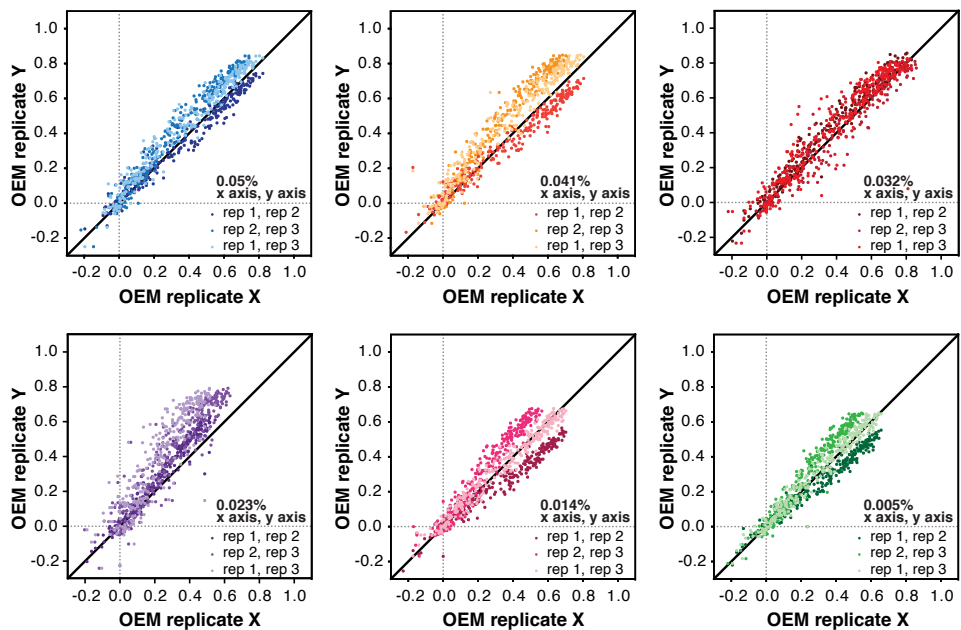 1.0
0.8
0.6
0.4
0.2
0.0
-0.2
OEM replicate Y
0.05%
x axis, y axis
rep 1, rep 2
rep 2, rep 3
rep 1, rep 3
-0.2 0.0 0.2 0.4 0.6 0.8 1.0
OEM replicate X
1.0
0.8
0.6
0.4
0.2
0.0
-0.2
OEM replicate Y
0.041%
x axis, y axis
rep 1, rep 2
rep 2, rep 3
rep 1, rep 3
-0.2 0.0 0.2 0.4 0.6 0.8 1.0
OEM replicate X
1.0
0.8
0.6
0.4
0.2
0.0
-0.2
OEM replicate Y
0.032%
x axis, y axis
rep 1, rep 2
rep 2, rep 3
rep 1, rep 3
-0.2 0.0 0.2 0.4 0.6 0.8 1.0
OEM replicate X
1.0
0.8
0.6
0.4
0.2
0.0
-0.2
OEM replicate Y
0.023%
x axis, y axis
rep 1, rep 2
rep 2, rep 3
rep 1, rep 3
-0.2 0.0 0.2 0.4 0.6 0.8 1.0
OEM replicate X
1.0
0.8
0.6
0.4
0.2
0.0
-0.2
OEM replicate Y
0.014%
x axis, y axis
rep 1, rep 2
rep 2, rep 3
rep 1, rep 3
-0.2 0.0 0.2 0.4 0.6 0.8 1.0
OEM replicate X
1.0
0.8
0.6
0.4
0.2
0.0
-0.2
OEM replicate Y
0.005%
x axis, y axis
rep 1, rep 2
rep 2, rep 3
rep 1, rep 3
-0.2 0.0 0.2 0.4 0.6 0.8 1.0
OEM replicate X